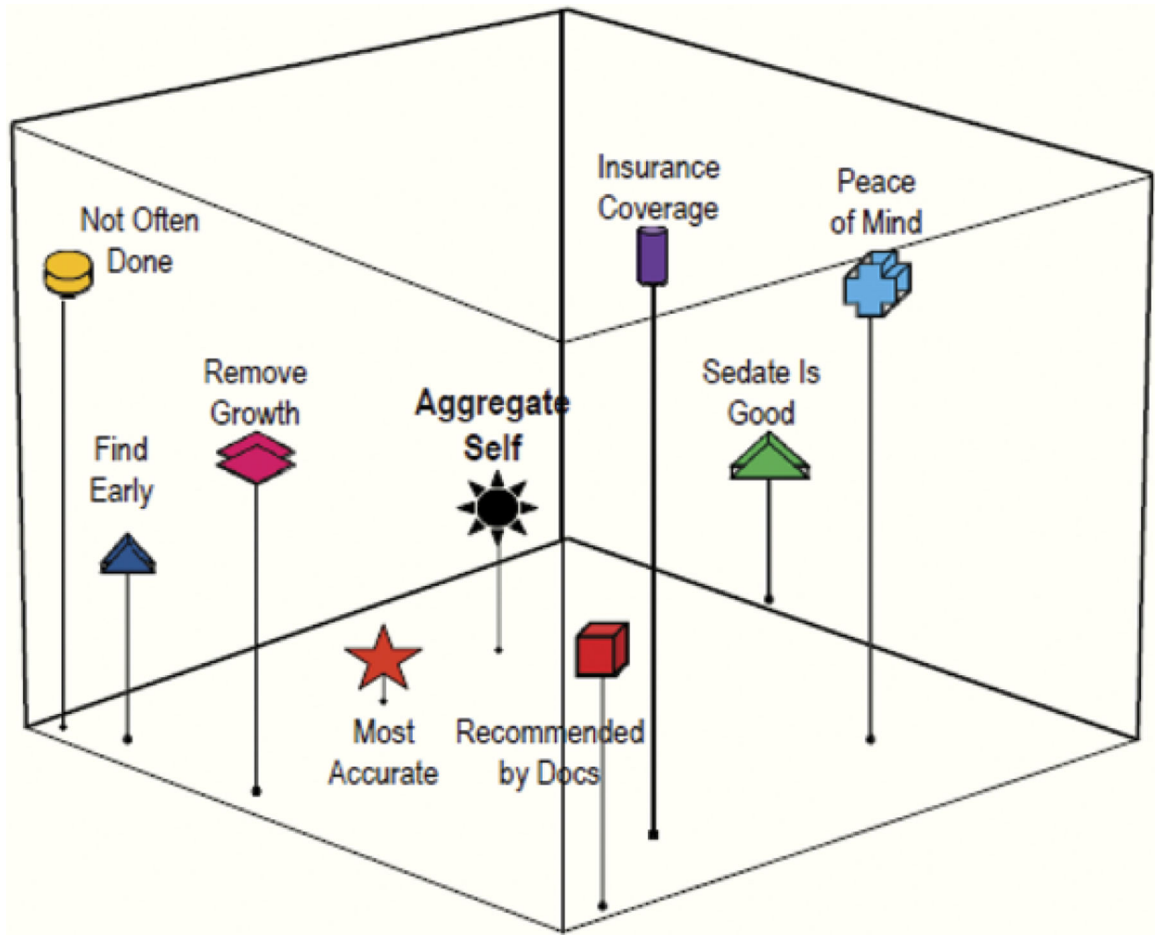 Insurance
Coverage
Peace
of Mind
Not Often
Done
Remove
Growth
Sedate Is
Good
Aggregate
Self
Find
Early
Most
Accurate
Recommended
by Docs